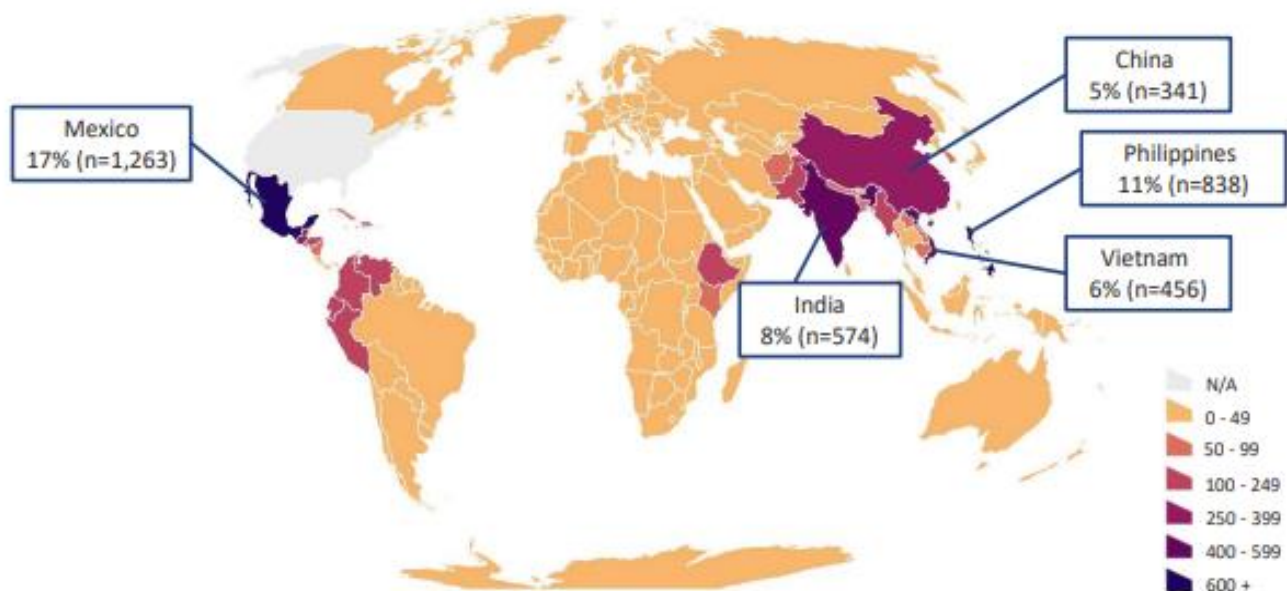 China
5% (n=341)
Mexico
17% (n=1,263)
Philippines
11% (n=838)
Vietnam
6% (n=456)
India
8% (n=574)
N/A
0 - 49
50 - 99
100 - 249
250 - 399
400 - 599
600 +